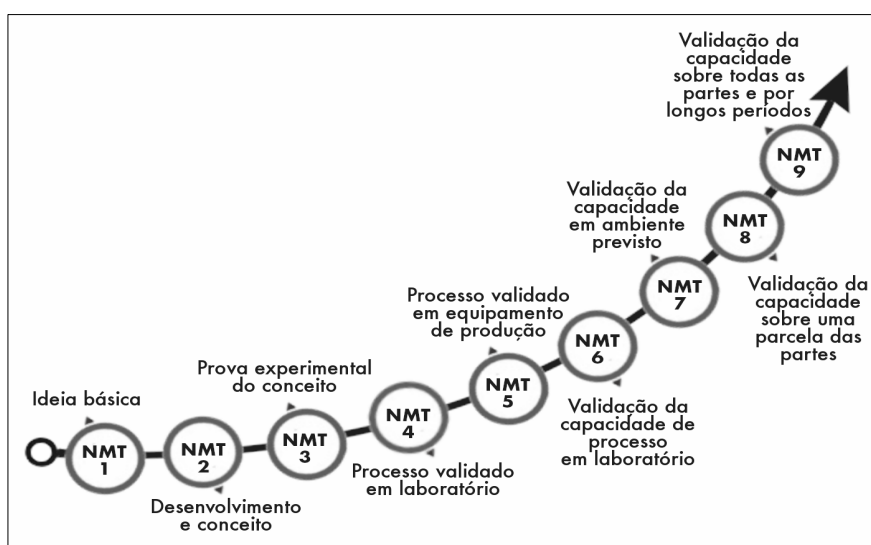 Ideia básica
NMT
1
Desenvolvimento
e conceito
NMT
2
Prova experimental
do conceito
NMT
3
Processo validado
em laboratório
NMT
4
Processo validado
em equipamento
de produção
NMT
5
Validação da
capacidade de
processo
em laboratório
NMT
6
Validação da
capacidade
em ambiente
previsto
NMT
7
Validação da
capacidade
sobre uma
parcela das
partes
NMT
8
Validação da
capacidade
sobre todas as
partes e por
longos períodos
NMT
9